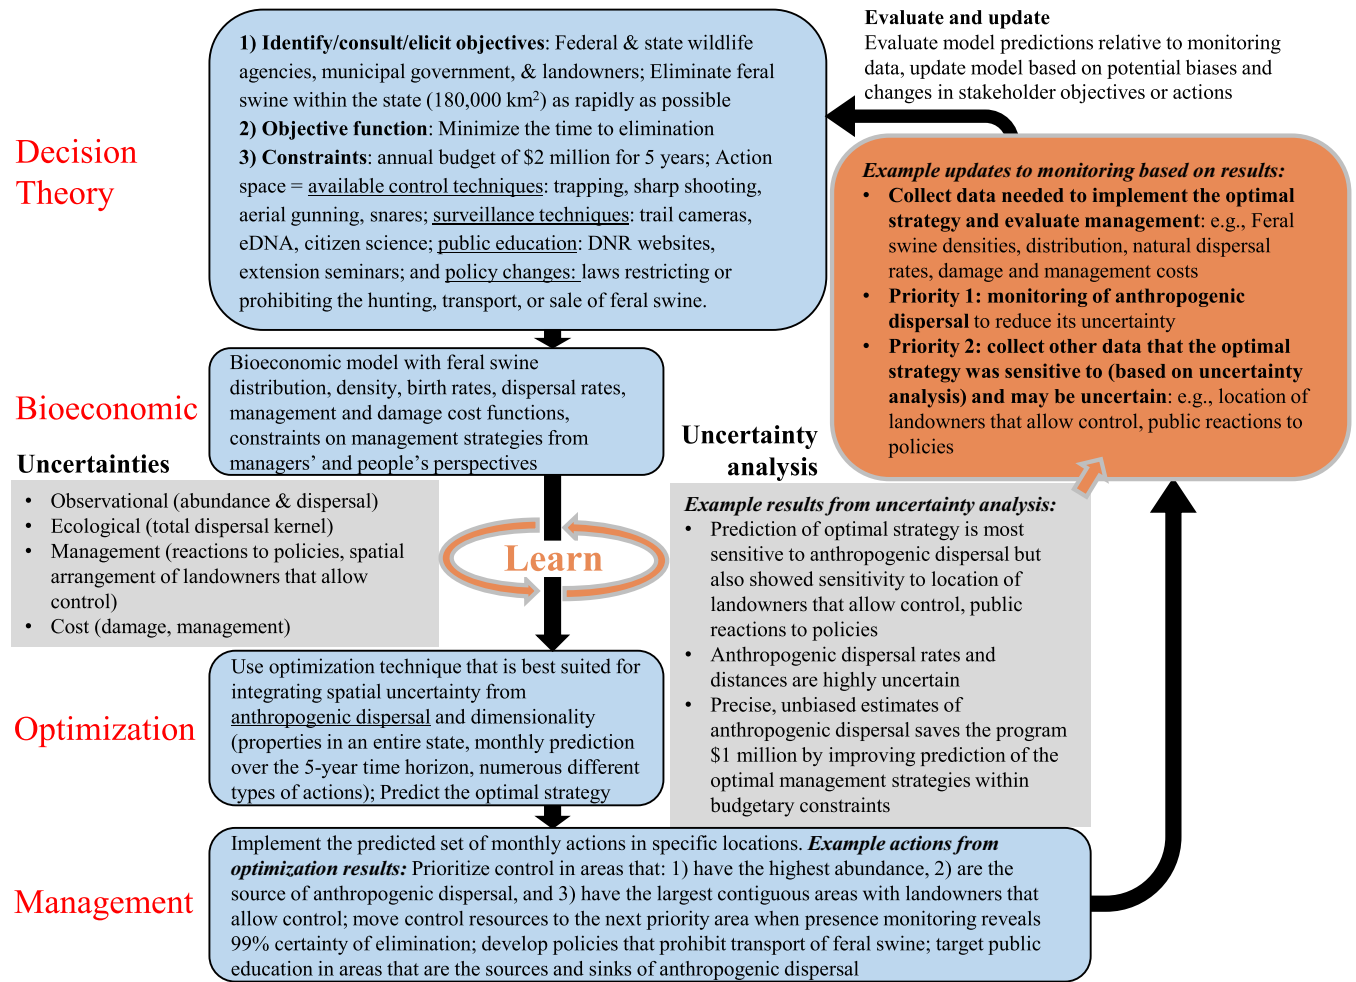 Decision
Theory
1) Identify/consult/elicit objectives: Federal & state wildlife
agencies, municipal government, & landowners; Eliminate feral
swine within the state (180,000 km²) as rapidly as possible
2) Objective function: Minimize the time to elimination
3) Constraints: annual budget of $2 million for 5 years; Action
space = available control techniques: trapping, sharp shooting,
aerial gunning, snares; surveillance techniques: trail cameras,
eDNA, citizen science; public education: DNR websites,
extension seminars; and policy changes: laws restricting or
prohibiting the hunting, transport, or sale of feral swine.
Evaluate and update
Evaluate model predictions relative to monitoring
data, update model based on potential biases and
changes in stakeholder objectives or actions
Example updates to monitoring based on results:
• Collect data needed to implement the optimal
strategy and evaluate management: e.g., Feral
swine densities, distribution, natural dispersal
rates, damage and management costs
• Priority 1: monitoring of anthropogenic
dispersal to reduce its uncertainty
• Priority 2: collect other data that the optimal
strategy was sensitive to (based on uncertainty
analysis) and may be uncertain: e.g., location of
landowners that allow control, public reactions to
policies
Bioeconomic
Bioeconomic model with feral swine
distribution, density, birth rates, dispersal rates,
management and damage cost functions,
constraints on management strategies from
managers' and people's perspectives
Uncertainties
• Observational (abundance & dispersal)
• Ecological (total dispersal kernel)
• Management (reactions to policies, spatial
arrangement of landowners that allow
control)
• Cost (damage, management)
Learn
Uncertainty
analysis
Example results from uncertainty analysis:
• Prediction of optimal strategy is most
sensitive to anthropogenic dispersal but
also showed sensitivity to location of
landowners that allow control, public
reactions to policies
• Anthropogenic dispersal rates and
distances are highly uncertain
• Precise, unbiased estimates of
anthropogenic dispersal saves the program
$1 million by improving prediction of the
optimal management strategies within
budgetary constraints
Optimization
Use optimization technique that is best suited for
integrating spatial uncertainty from
anthropogenic dispersal and dimensionality
(properties in an entire state, monthly prediction
over the 5-year time horizon, numerous different
types of actions); Predict the optimal strategy
Management
Implement the predicted set of monthly actions in specific locations. Example actions from
optimization results: Prioritize control in areas that: 1) have the highest abundance, 2) are the
source of anthropogenic dispersal, and 3) have the largest contiguous areas with landowners that
allow control; move control resources to the next priority area when presence monitoring reveals
99% certainty of elimination; develop policies that prohibit transport of feral swine; target public
education in areas that are the sources and sinks of anthropogenic dispersal